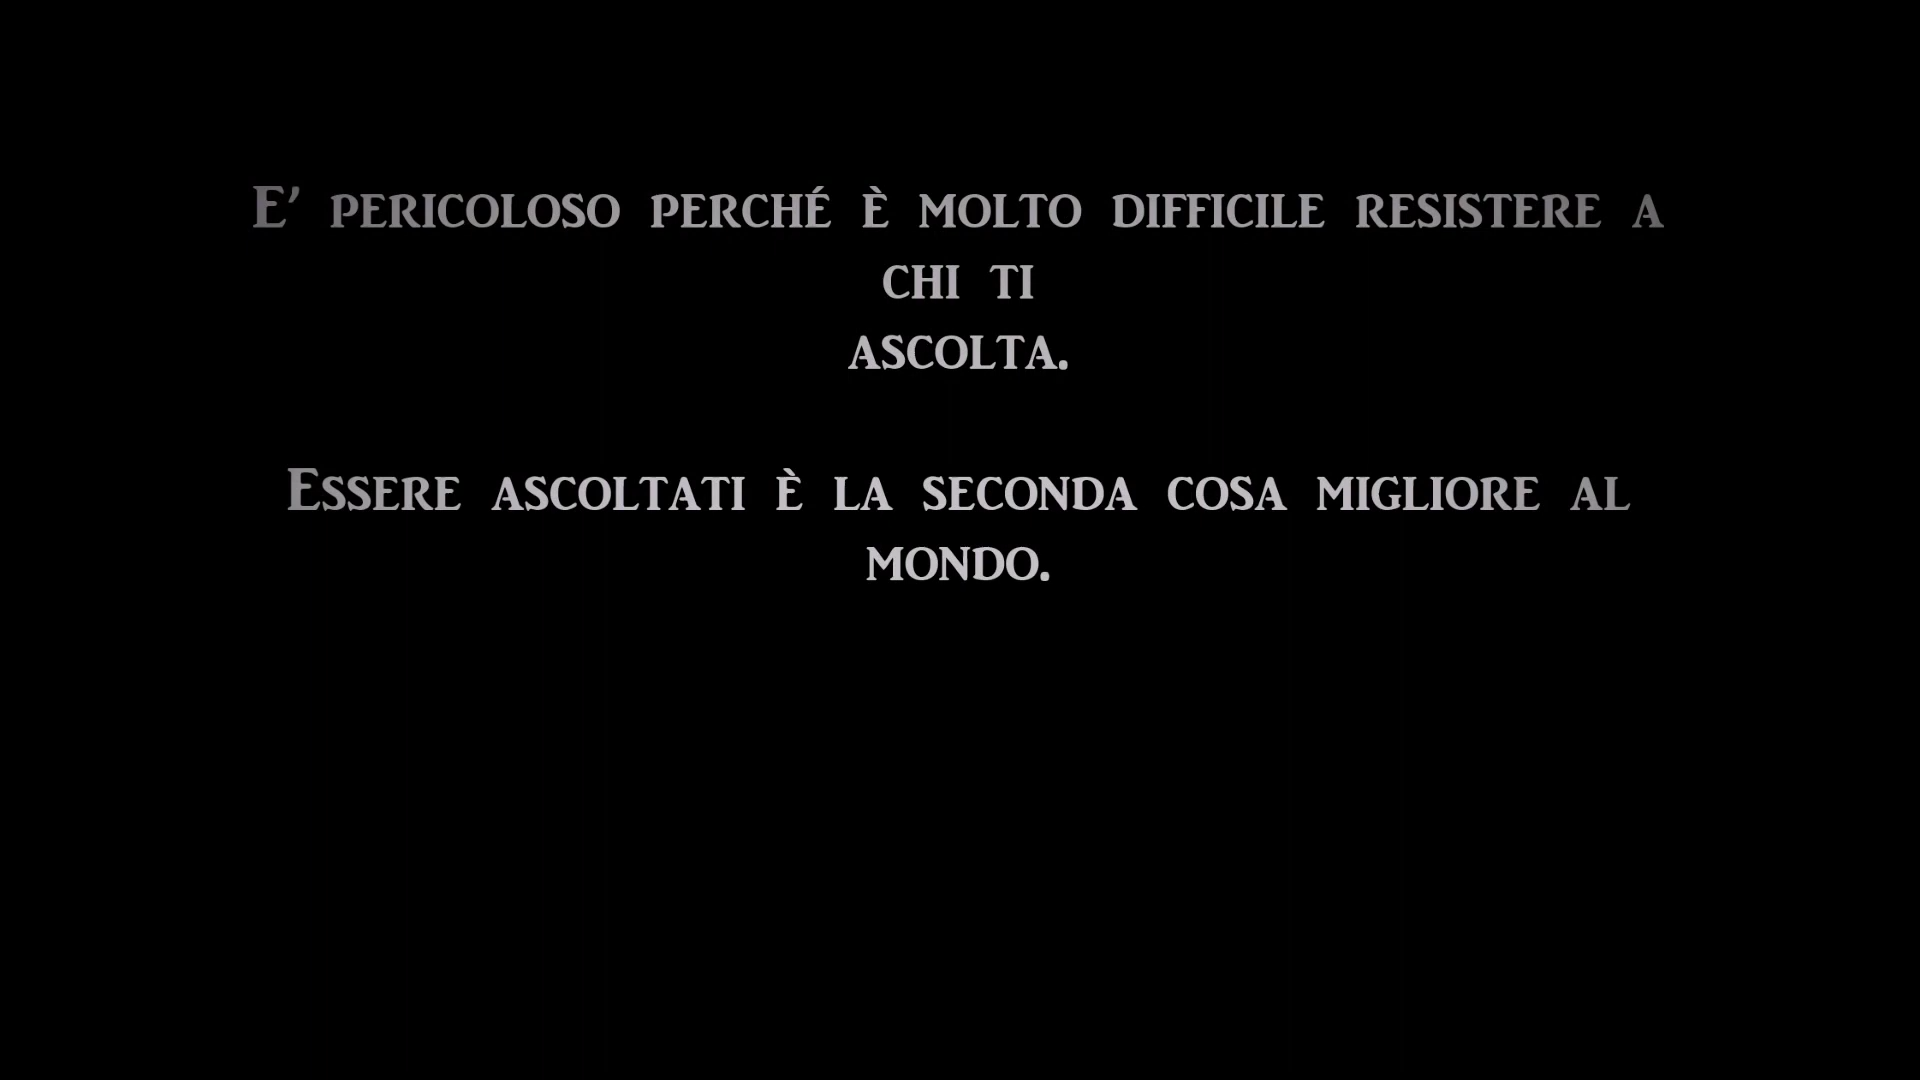 E’ pericoloso perché è molto difficile resistere a
chi ti
ascolta.
Essere ascoltati è la seconda cosa migliore al
mondo.